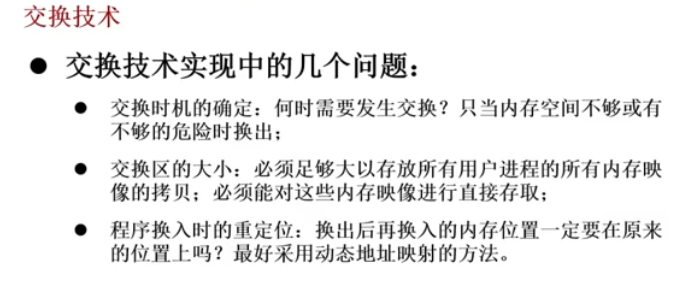 交换技术
● 交换技术实现中的几个问题：
● 交换时机的确定：何时需要发生交换？只当内存空间不够或有
不够的危险时换出；
● 交换区的大小：必须足够大以存放所有用户进程的所有内存映
像的拷贝；必须能对这些内存映像进行直接存取；
● 程序换入时的重定位：换出后再换入的内存位置一定要在原来
的位置上吗？最好采用动态地址映射的方法。